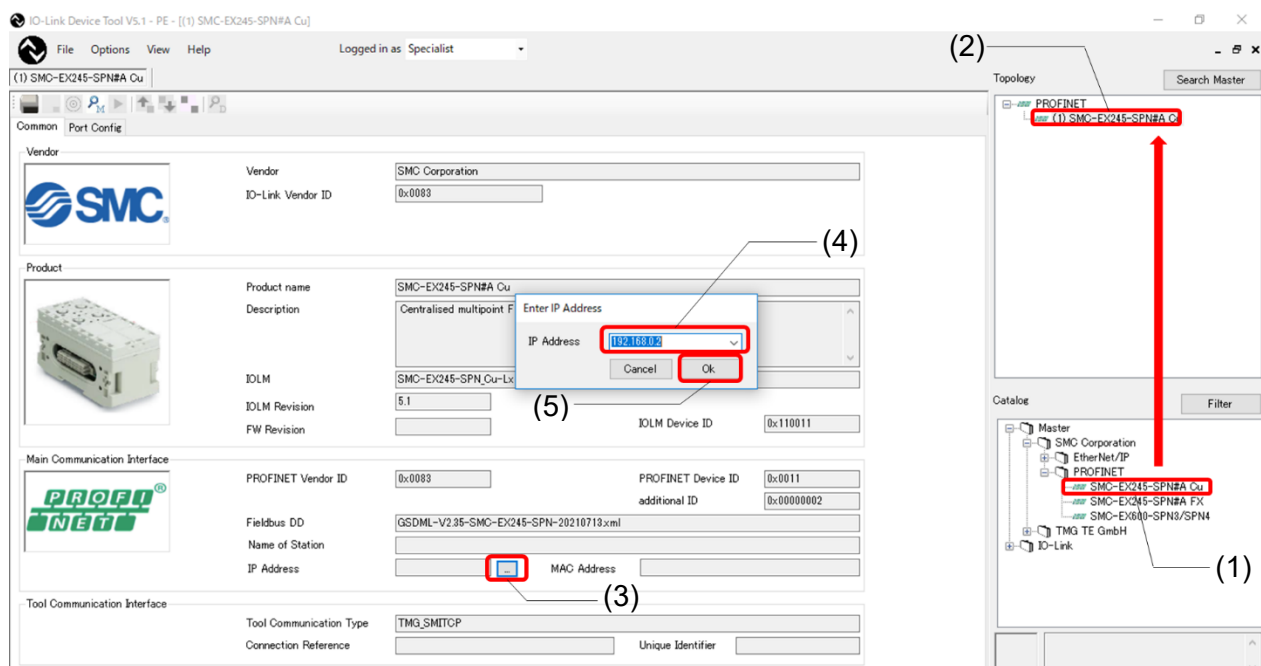 IO-Link Device Tool V5.1 - PE - [(1) SMC-EX245-SPN#A Cu]
File Options View Help Logged in as Specialist
(2)
(1) SMC-EX245-SPN#A Cu
Topology Search Master
PROFINET
(1) SMC-EX245-SPN#A C
Common Port Config
Vendor
SMC
Vendor SMC Corporation
IO-Link Vendor ID 0x0083
(4)
Product
Product name SMC-EX245-SPN#A Cu
Description Centralised multipoint F
Enter IP Address
IP Address 192.168.0.2
Cancel Ok
(5)
IOLM SMC-EX245-SPN_Cu-Lx
IOLM Revision 5.1
FW Revision IOLM Device ID 0x110011
Catalog Filter
Master
SMC Corporation
EtherNet/IP
PROFINET
SMC-EX245-SPN#A Cu
SMC-EX245-SPN#A FX
SMC-EX600-SPN3/SPN4
TMG TE GmbH
IO-Link
(1)
Main Communication Interface
PROFI
NET
®
PROFINET Vendor ID 0x0083 PROFINET Device ID 0x0011
additional ID 0x00000002
Fieldbus DD GSDML-V2.35-SMC-EX245-SPN-20210713.xml
Name of Station
IP Address ... MAC Address
(3)
Tool Communication Interface
Tool Communication Type TMG_SMITCP
Connection Reference Unique Identifier